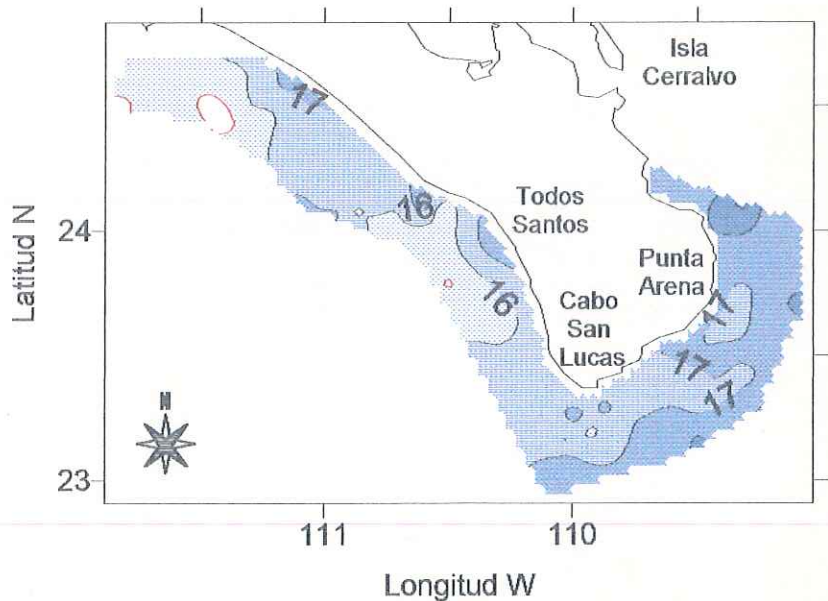 Isla
Cerralvo
17
16
Todos
Santos
24
Latitud N
Punta
Arena
16
Cabo
San
Lucas
17
17
17
N
23
111
110
Longitud W